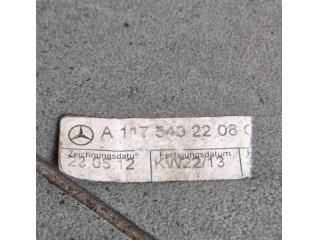 A 117 540 22 08
Zeichnungsdatum Fertigungsdatum
23.05.12 KW22/13